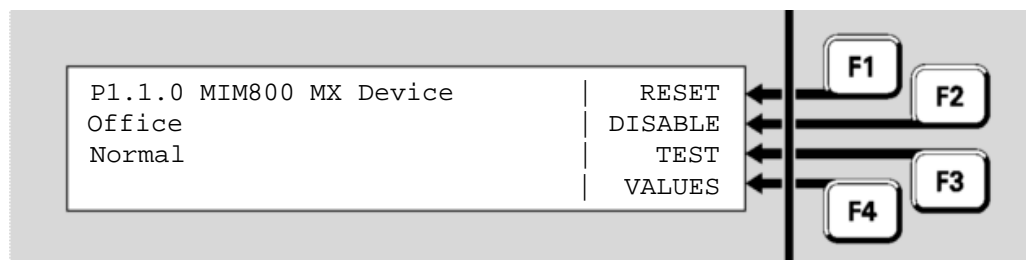 P1.1.0 MIM800 MX Device | RESET
Office | DISABLE
Normal | TEST
| VALUES
F1
F2
F3
F4